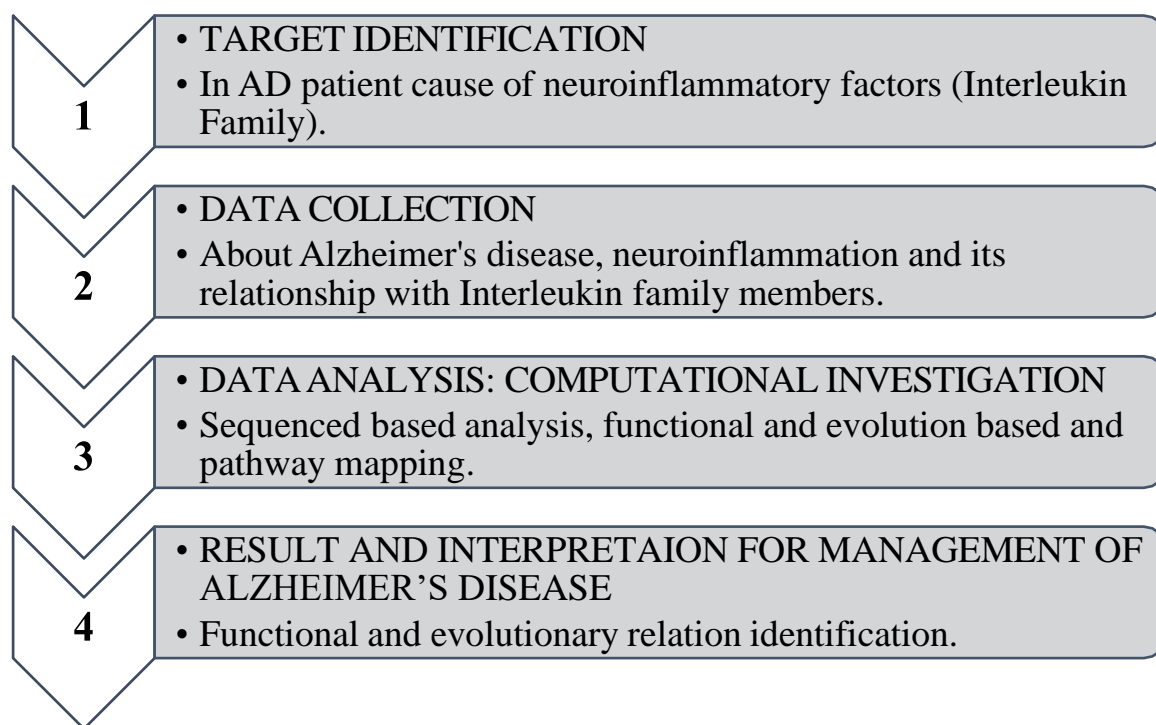 1
• TARGET IDENTIFICATION
• In AD patient cause of neuroinflammatory factors (Interleukin
Family).
2
• DATA COLLECTION
• About Alzheimer's disease, neuroinflammation and its
relationship with Interleukin family members.
3
• DATA ANALYSIS: COMPUTATIONAL INVESTIGATION
• Sequenced based analysis, functional and evolution based and
pathway mapping.
4
• RESULT AND INTERPRETAION FOR MANAGEMENT OF
ALZHEIMER’S DISEASE
• Functional and evolutionary relation identification.